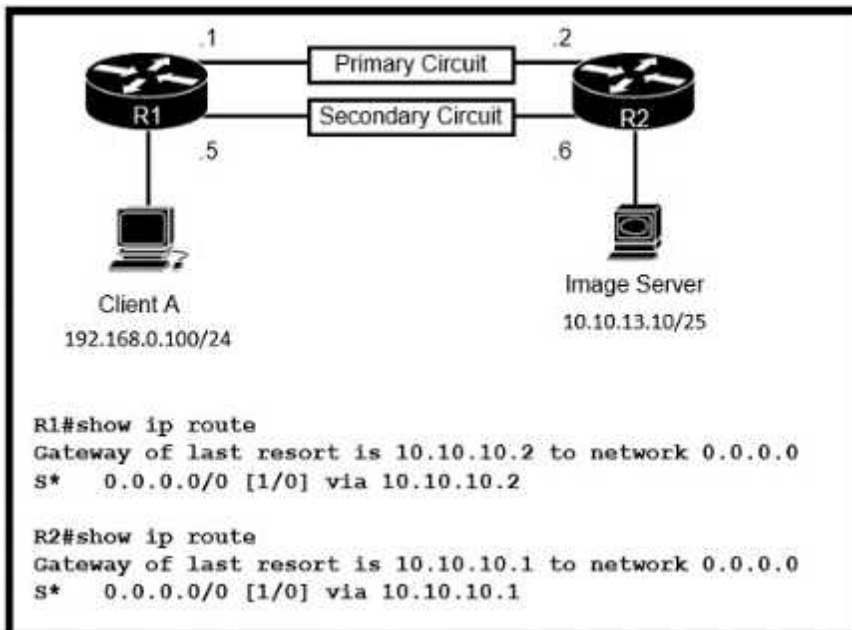 .1
.2
Primary Circuit
R1
Secondary Circuit
R2
.5
.6
Client A
192.168.0.100/24
Image Server
10.10.13.10/25
R1#show ip route
Gateway of last resort is 10.10.10.2 to network 0.0.0.0
S* 0.0.0.0/0 [1/0] via 10.10.10.2
R2#show ip route
Gateway of last resort is 10.10.10.1 to network 0.0.0.0
S* 0.0.0.0/0 [1/0] via 10.10.10.1